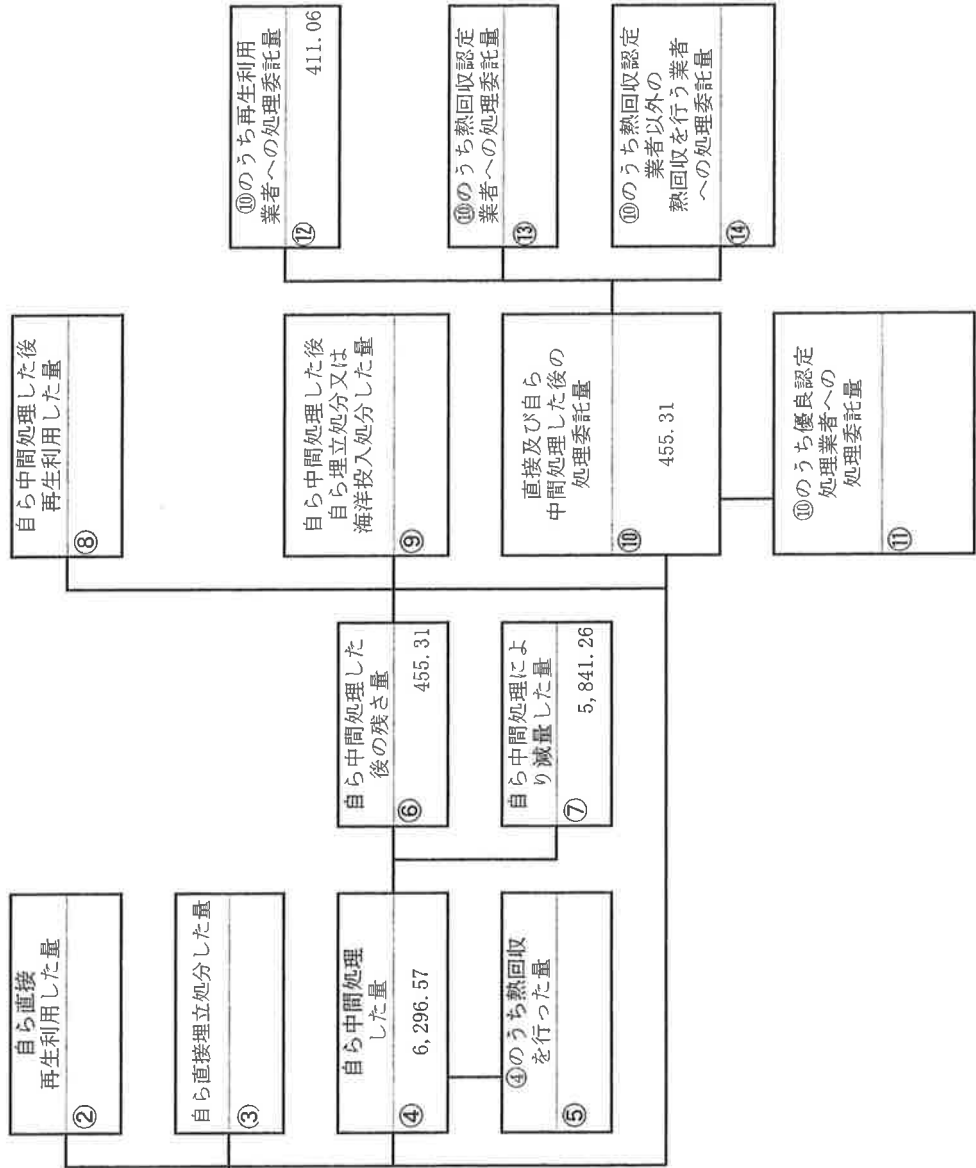 自ら直接
再生利用した量
②
自ら直接埋立処分した量
③
自ら中間処理
した量
④
6,296.57
④のうち熱回収
を行った量
⑤
自ら中間処理した
後の残さ量
⑥
455.31
自ら中間処理によ
り減量した量
⑦
5,841.26
自ら中間処理した後
再生利用した量
⑧
自ら中間処理した後
自ら埋立処分又は
海洋投入処分した量
⑨
直接及び自ら
中間処理した後の
処理委託量
⑩
455.31
⑩のうち優良認定
処理業者への
処理委託量
⑪
⑩のうち再生利用
業者への処理委託量
⑫
411.06
⑩のうち熱回収認定
業者への処理委託量
⑬
⑩のうち熱回収認定
業者以外の
熱回収を行う業者
への処理委託量
⑭